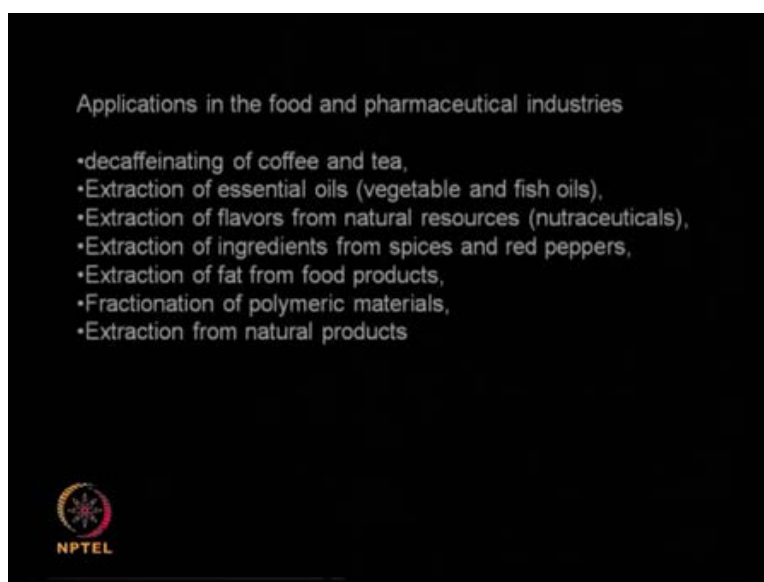 Applications in the food and pharmaceutical industries
•decaffeinating of coffee and tea,
•Extraction of essential oils (vegetable and fish oils),
•Extraction of flavors from natural resources (nutraceuticals),
•Extraction of ingredients from spices and red peppers,
•Extraction of fat from food products,
•Fractionation of polymeric materials,
•Extraction from natural products
NPTEL